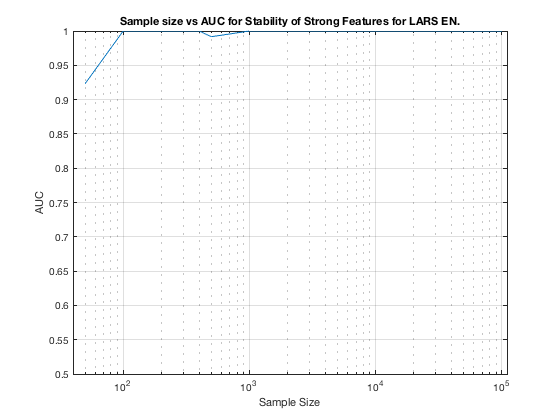 Sample size vs AUC for Stability of Strong Features for LARS EN.
1
0.95
0.9
0.85
0.8
0.75
0.7
0.65
0.6
0.55
0.5
AUC
10^2 10^3 10^4 10^5
Sample Size